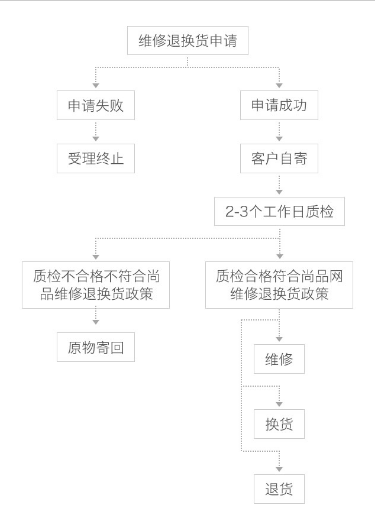 维修退换货申请
申请失败
申请成功
受理终止
客户自寄
2-3个工作日质检
质检不合格不符合尚
品维修退换货政策
质检合格符合尚品网
维修退换货政策
原物寄回
维修
换货
退货